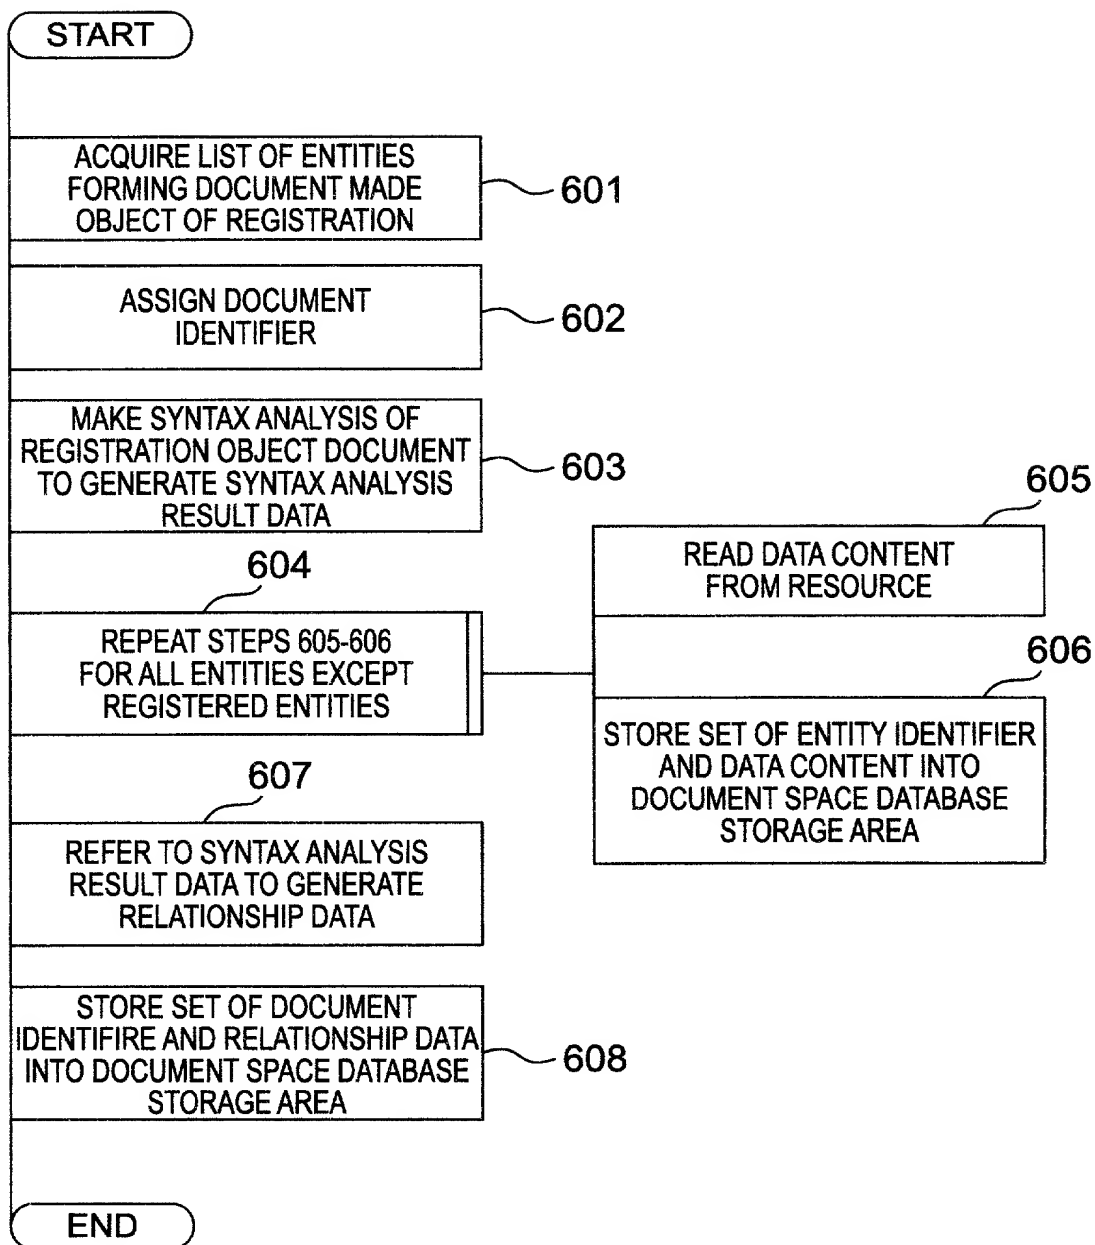 START
ACQUIRE LIST OF ENTITIES
FORMING DOCUMENT MADE
OBJECT OF REGISTRATION
601
ASSIGN DOCUMENT
IDENTIFIER
602
MAKE SYNTAX ANALYSIS OF
REGISTRATION OBJECT DOCUMENT
TO GENERATE SYNTAX ANALYSIS
RESULT DATA
603
604
REPEAT STEPS 605-606
FOR ALL ENTITIES EXCEPT
REGISTERED ENTITIES
605
READ DATA CONTENT
FROM RESOURCE
606
STORE SET OF ENTITY IDENTIFIER
AND DATA CONTENT INTO
DOCUMENT SPACE DATABASE
STORAGE AREA
607
REFER TO SYNTAX ANALYSIS
RESULT DATA TO GENERATE
RELATIONSHIP DATA
STORE SET OF DOCUMENT
IDENTIFIRE AND RELATIONSHIP DATA
INTO DOCUMENT SPACE DATABASE
STORAGE AREA
608
END